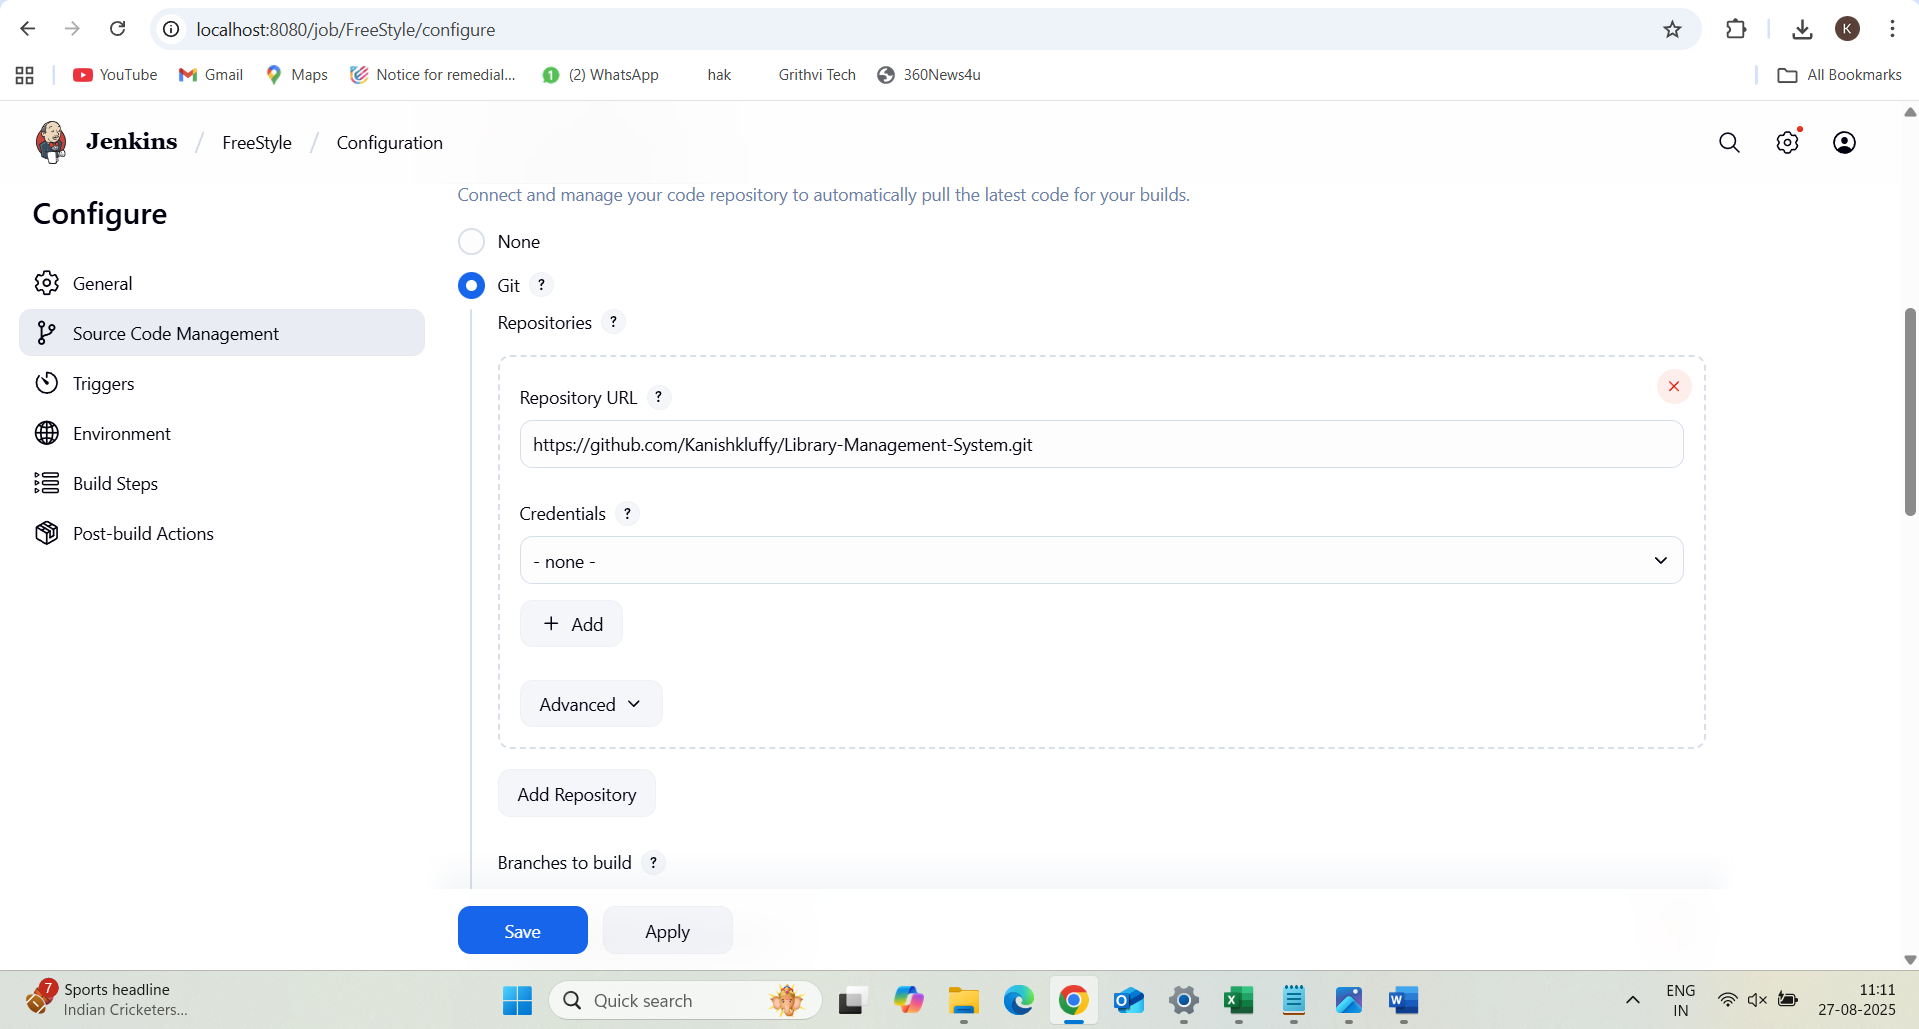 localhost:8080/job/FreeStyle/configure
K
YouTube
Gmail
Maps
Notice for remedial...
1
(2) WhatsApp
hak
Grithvi Tech
360News4u
All Bookmarks
Jenkins / FreeStyle / Configuration
Configure
General
Source Code Management
Triggers
Environment
Build Steps
Post-build Actions
Connect and manage your code repository to automatically pull the latest code for your builds.
None
Git ?
Repositories ?
Repository URL ?
https://github.com/Kanishkluffy/Library-Management-System.git
Credentials ?
- none -
+ Add
Advanced
Add Repository
Branches to build ?
Save
Apply
7
Sports headline
Indian Cricketers...
Quick search
ENG
IN
11:11
27-08-2025